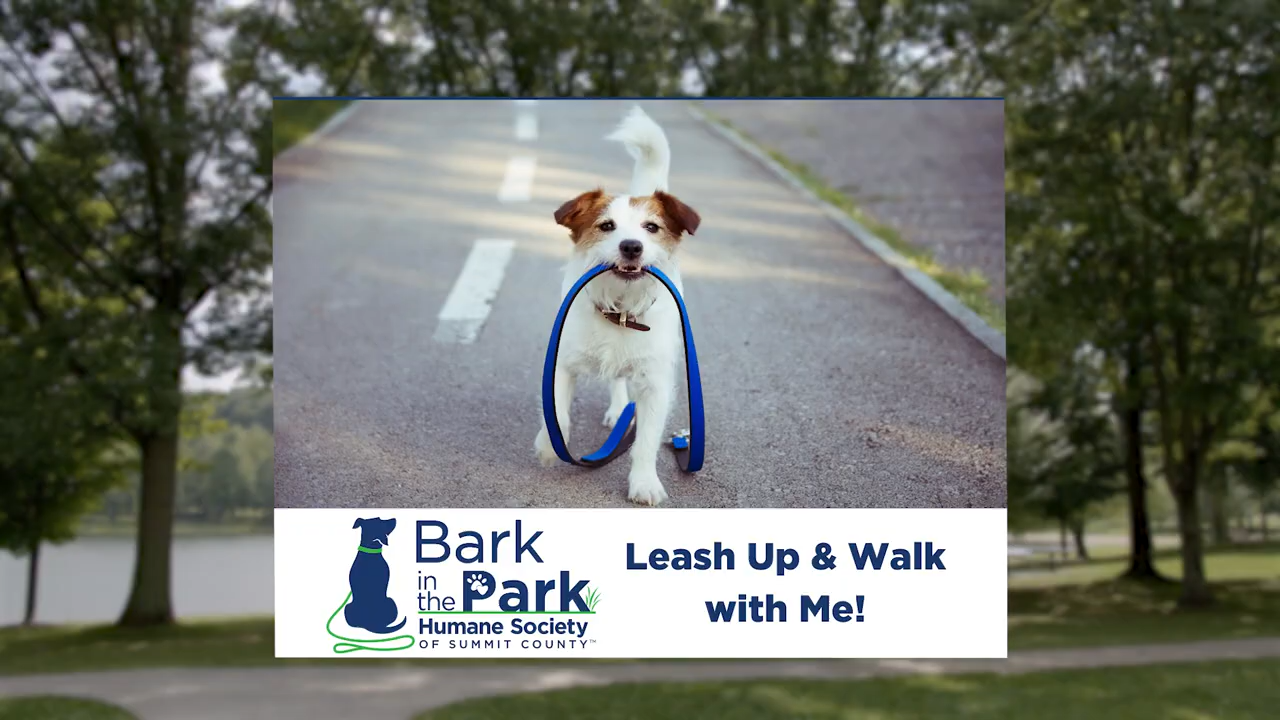 Bark
in
the Park
Humane Society
OF SUMMIT COUNTY™
Leash Up & Walk
with Me!